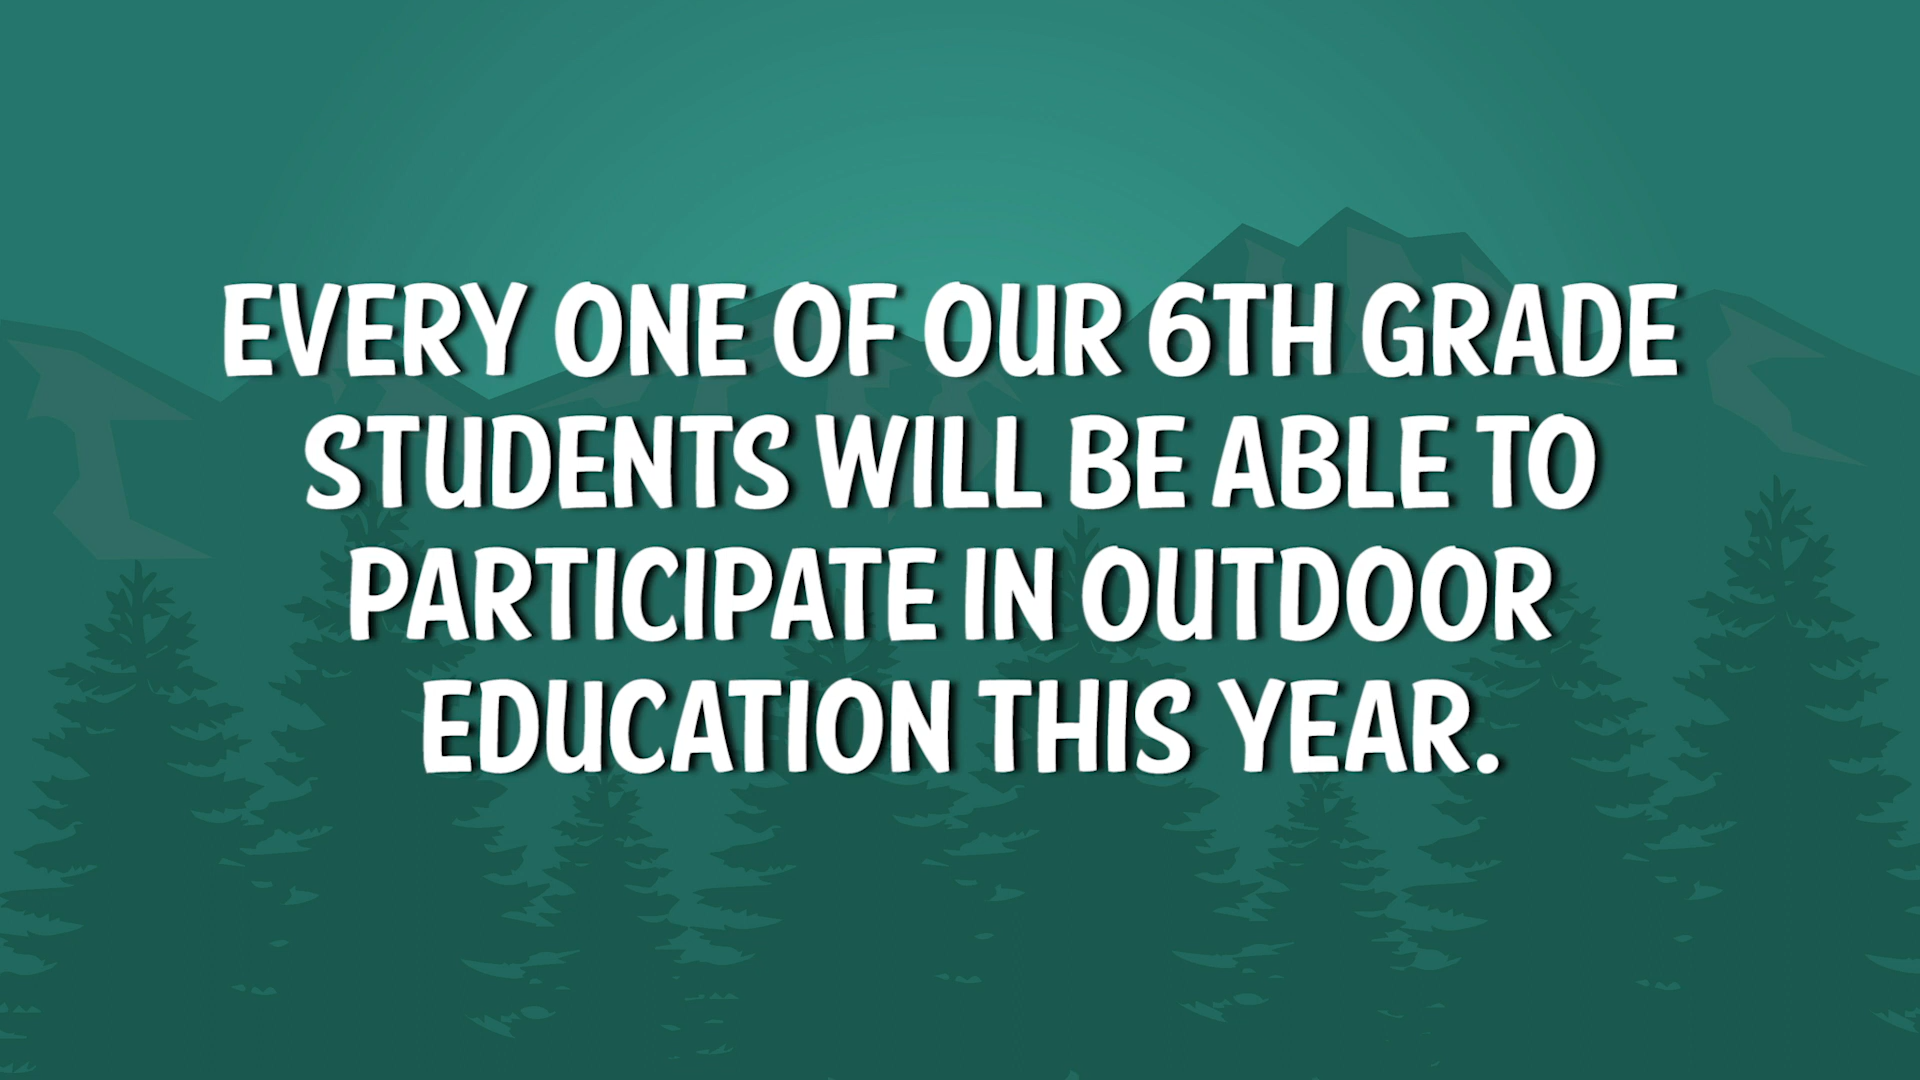 EVERY ONE OF OUR 6TH GRADE
STUDENTS WILL BE ABLE TO
PARTICIPATE IN OUTDOOR
EDUCATION THIS YEAR.